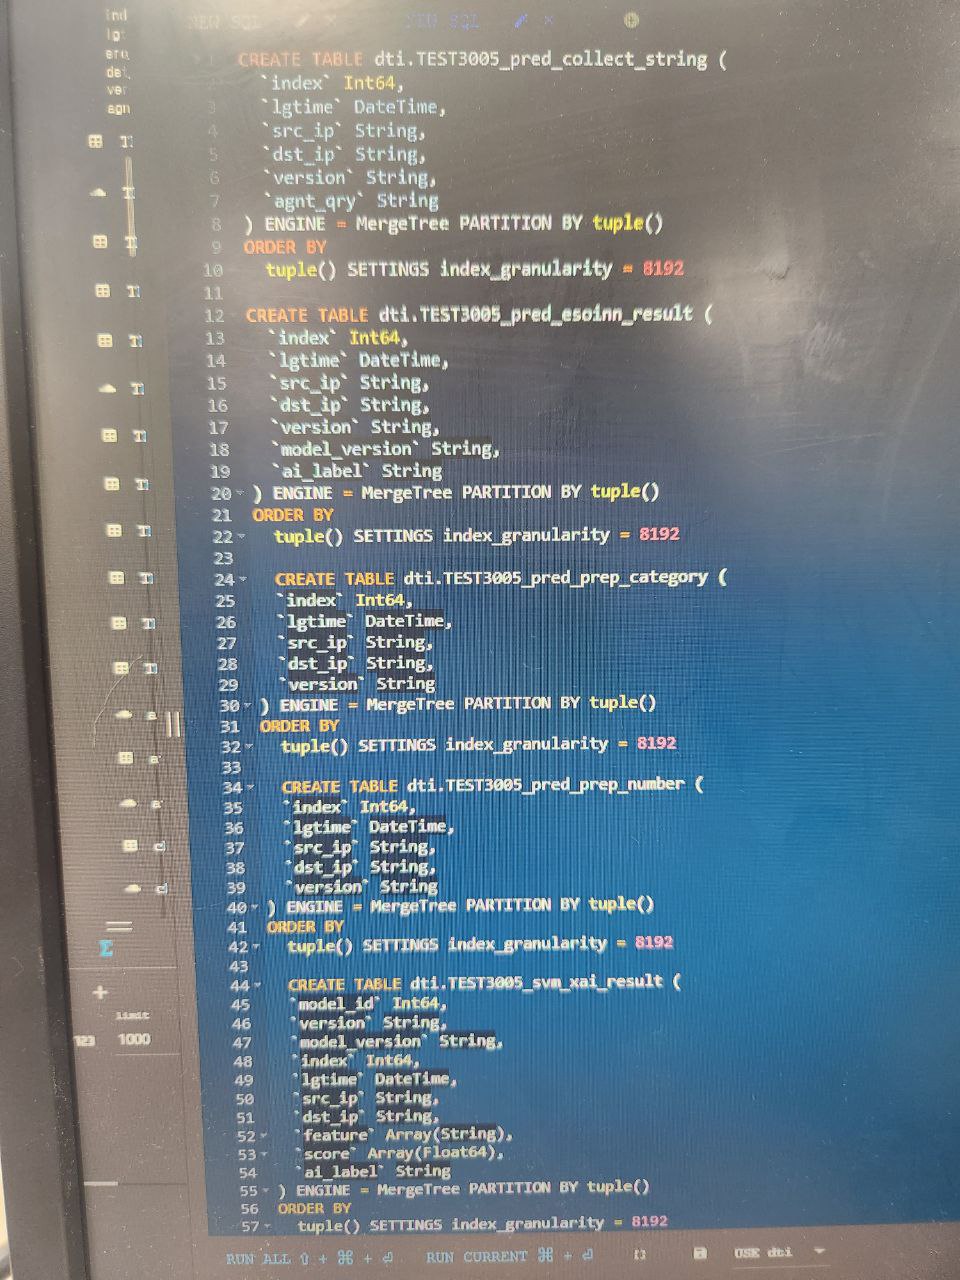 ind
lgt
src
dst
ver
agn
NEW SQL
NEW SQL
1 CREATE TABLE dti.TEST3005_pred_collect_string (
2 `index` Int64,
3 `lgtime` DateTime,
4 `src_ip` String,
5 `dst_ip` String,
6 `version` String,
7 `agnt_qry` String
8 ) ENGINE = MergeTree PARTITION BY tuple()
9 ORDER BY
10 tuple() SETTINGS index_granularity = 8192
11
12 CREATE TABLE dti.TEST3005_pred_esoinn_result (
13 `index` Int64,
14 `lgtime` DateTime,
15 `src_ip` String,
16 `dst_ip` String,
17 `version` String,
18 `model_version` String,
19 `ai_label` String
20 ) ENGINE = MergeTree PARTITION BY tuple()
21 ORDER BY
22 tuple() SETTINGS index_granularity = 8192
23
24 CREATE TABLE dti.TEST3005_pred_prep_category (
25 `index` Int64,
26 `lgtime` DateTime,
27 `src_ip` String,
28 `dst_ip` String,
29 `version` String
30 ) ENGINE = MergeTree PARTITION BY tuple()
31 ORDER BY
32 tuple() SETTINGS index_granularity = 8192
33
34 CREATE TABLE dti.TEST3005_pred_prep_number (
35 `index` Int64,
36 `lgtime` DateTime,
37 `src_ip` String,
38 `dst_ip` String,
39 `version` String
40 ) ENGINE = MergeTree PARTITION BY tuple()
41 ORDER BY
42 tuple() SETTINGS index_granularity = 8192
43
44 CREATE TABLE dti.TEST3005_svm_xai_result (
45 `model_id` Int64,
46 `version` String,
47 `model_version` String,
48 `index` Int64,
49 `lgtime` DateTime,
50 `src_ip` String,
51 `dst_ip` String,
52 `feature` Array(String),
53 `score` Array(Float64),
54 `ai_label` String
55 ) ENGINE = MergeTree PARTITION BY tuple()
56 ORDER BY
57 tuple() SETTINGS index_granularity = 8192
limit
123 1000
RUN ALL ⇧ + ⌘ + ⏎ RUN CURRENT ⌘ + ⏎ USE dti